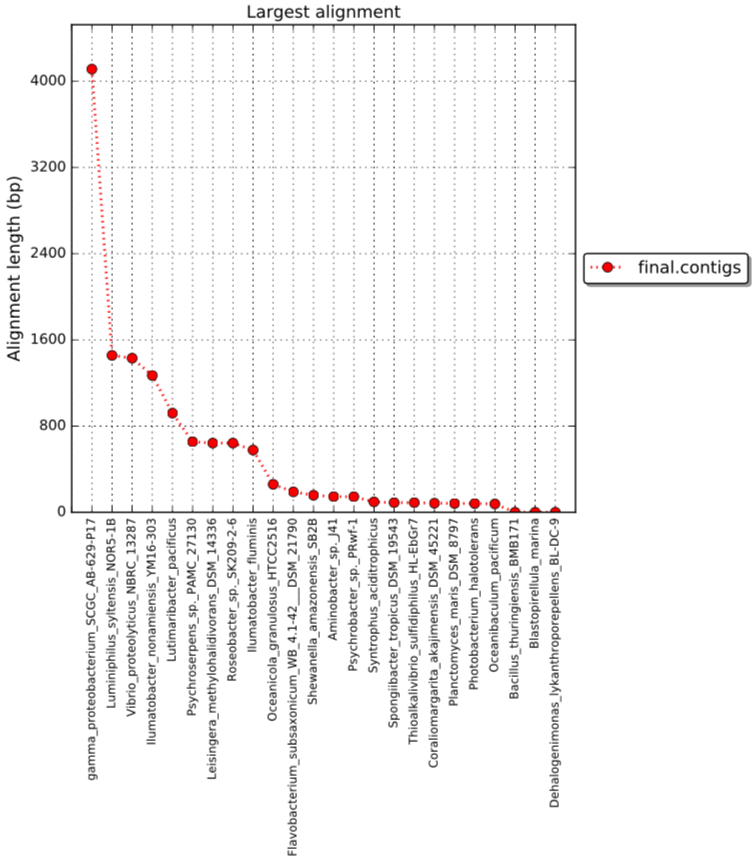 Largest alignment
Alignment length (bp)
4000
3200
2400
1600
800
0
final.contigs
gamma_proteobacterium_SCGC_AB-629-P17
Luminiphilus_syltensis_NOR5-1B
Vibrio_proteolyticus_NBRC_13287
Ilumatobacter_nonamiensis_YM16-303
Lutimaribacter_pacificus
Psychroserpens_sp._PAMC_27130
Leisingera_methylohalidivorans_DSM_14336
Roseobacter_sp._SK209-2-6
Ilumatobacter_fluminis
Oceanicola_granulosus_HTCC2516
Flavobacterium_subsaxonicum_WB_4.1-42___DSM_21790
Shewanella_amazonensis_SB2B
Aminobacter_sp._J41
Psychrobacter_sp._PRwf-1
Syntrophus_aciditrophicus
Spongiibacter_tropicus_DSM_19543
Thioalkalivibrio_sulfidiphilus_HL-EbGr7
Coraliomargarita_akajimensis_DSM_45221
Planctomyces_maris_DSM_8797
Photobacterium_halotolerans
Oceanibaculum_pacificum
Bacillus_thuringiensis_BMB171
Blastopirellula_marina
Dehalogenimonas_lykanthroporepellens_BL-DC-9